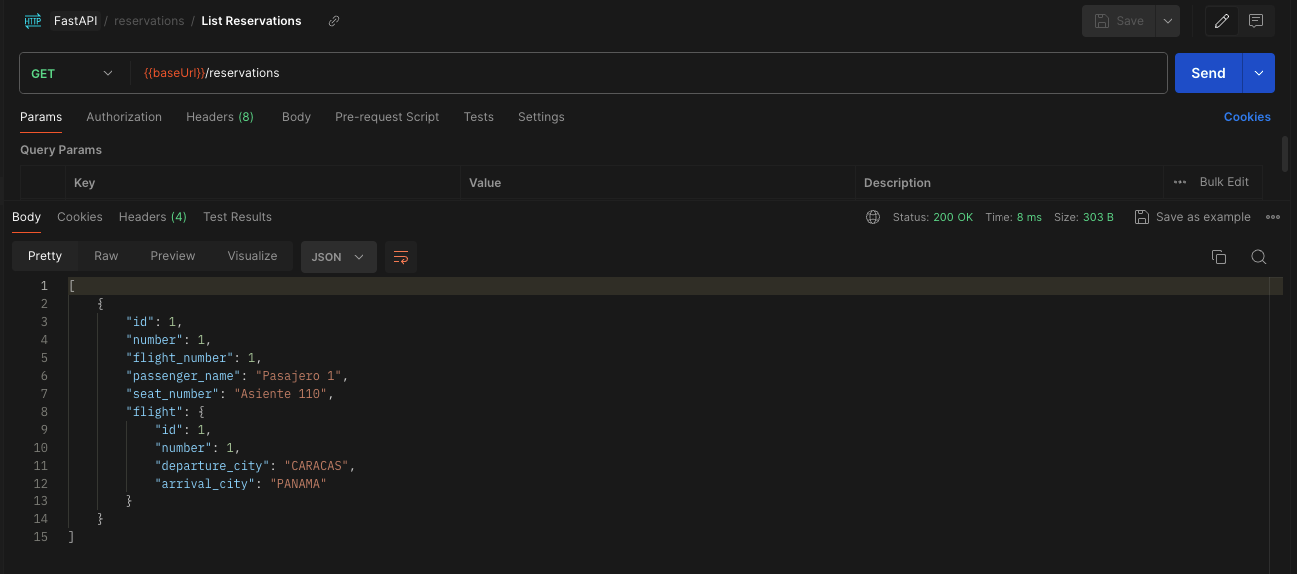 HTTP FastAPI / reservations / List Reservations Save
GET {{baseUrl}}/reservations Send
Params Authorization Headers (8) Body Pre-request Script Tests Settings Cookies
Query Params
Key Value Description ••• Bulk Edit
Body Cookies Headers (4) Test Results Status: 200 OK Time: 8 ms Size: 303 B Save as example •••
Pretty Raw Preview Visualize JSON
1 [
2 {
3 "id": 1,
4 "number": 1,
5 "flight_number": 1,
6 "passenger_name": "Pasajero 1",
7 "seat_number": "Asiente 110",
8 "flight": {
9 "id": 1,
10 "number": 1,
11 "departure_city": "CARACAS",
12 "arrival_city": "PANAMA"
13 }
14 }
15 ]